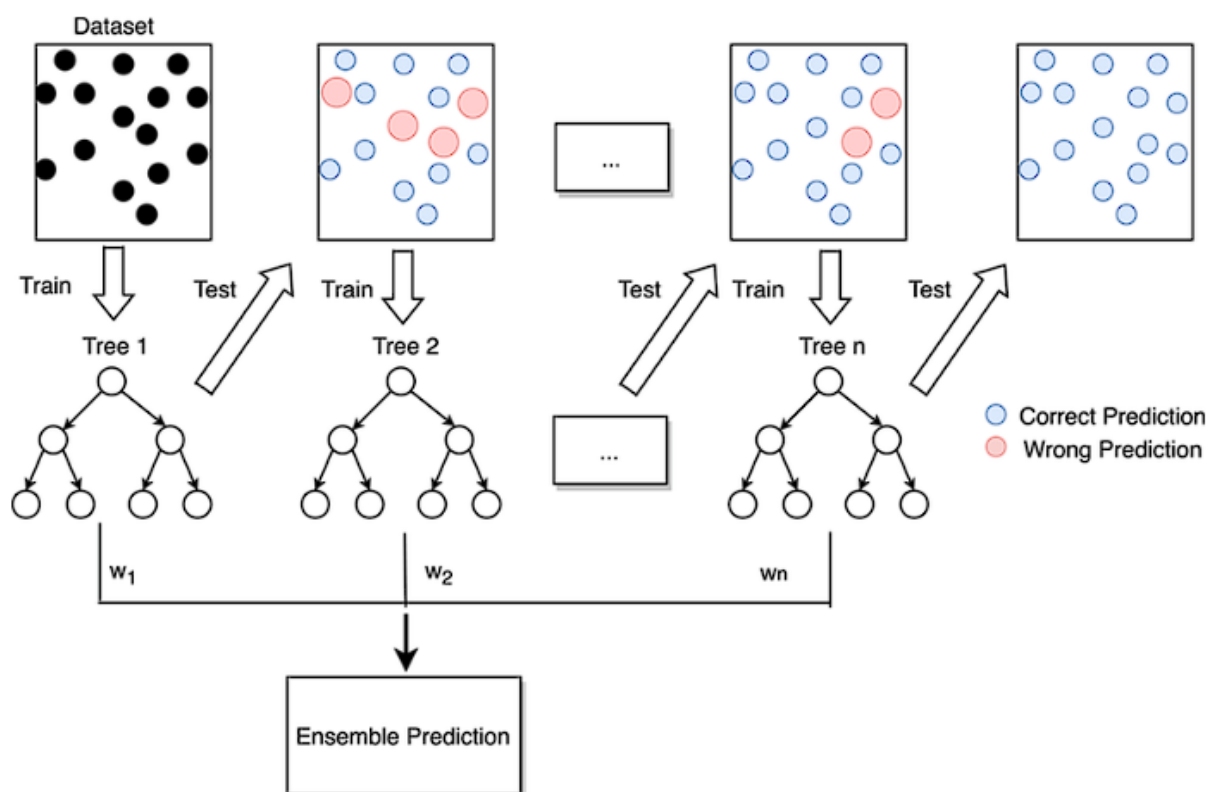 Dataset
...
Train
Test
Train
Test
Train
Test
Tree 1
Tree 2
Tree n
Correct Prediction
Wrong Prediction
...
w1
w2
wn
Ensemble Prediction